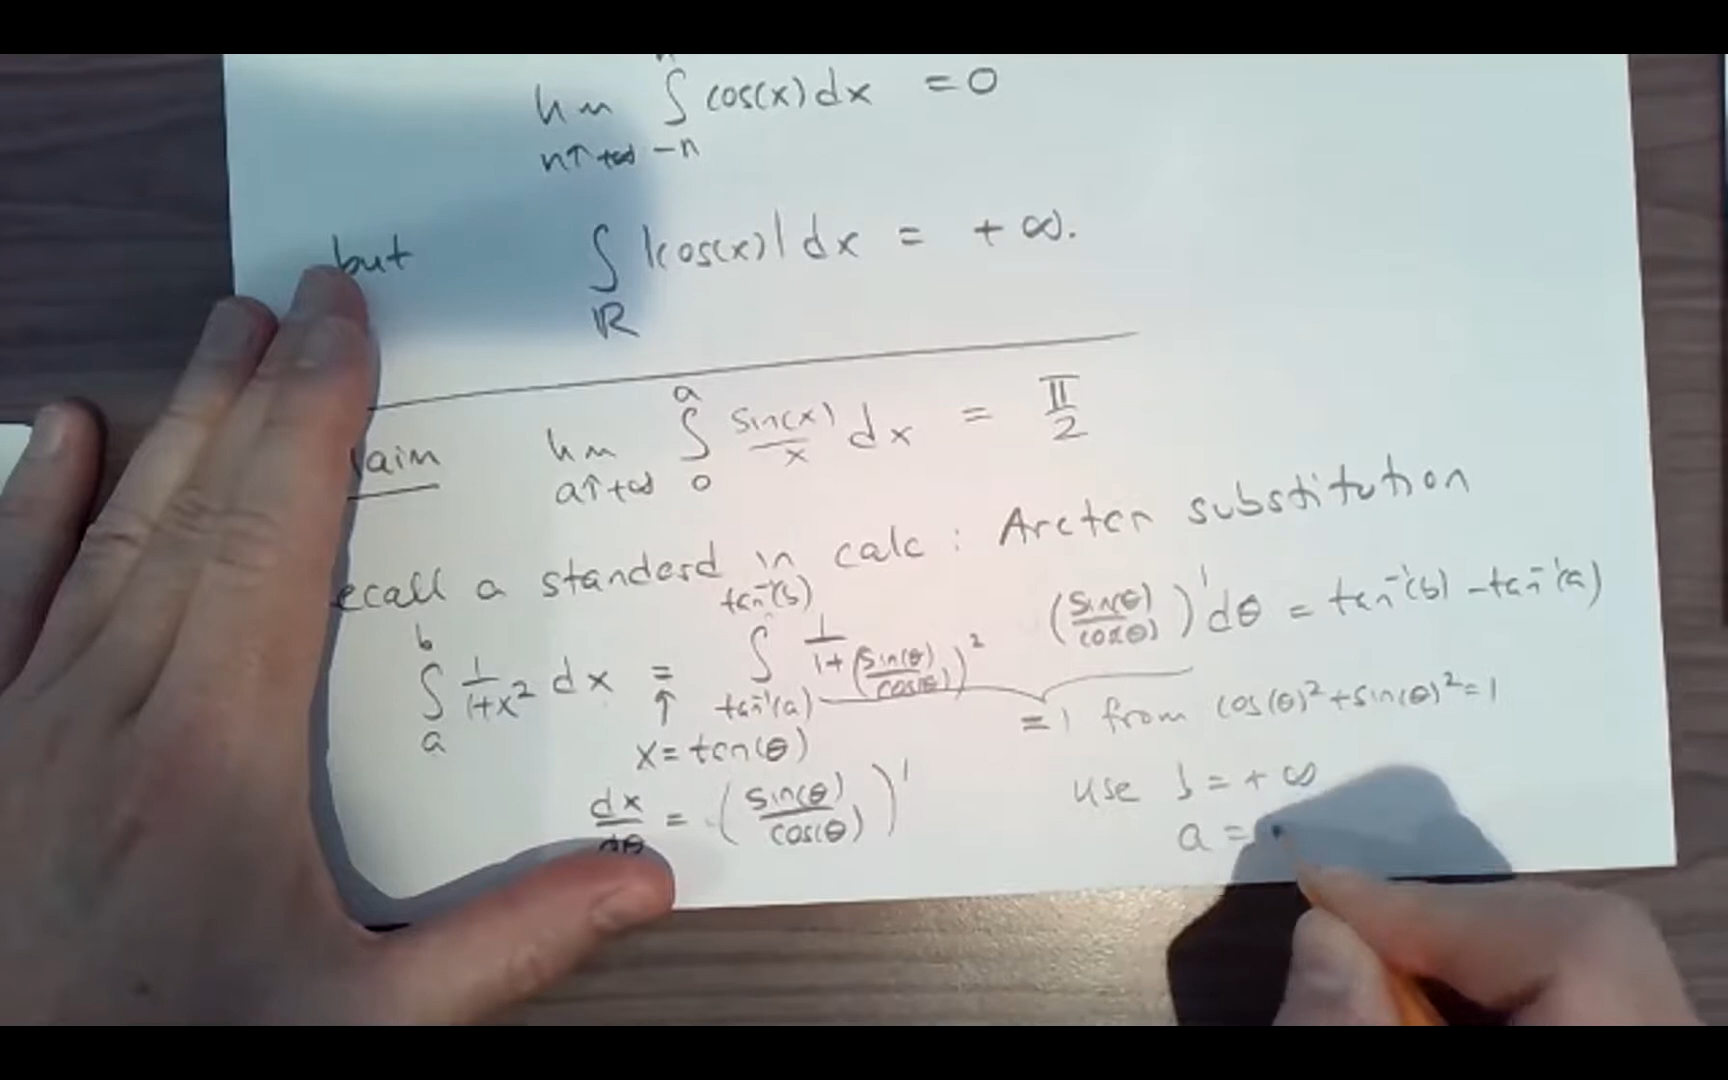 lim ∫ cos(x) dx = 0
n↑+∞ -n
but ∫ |cos(x)| dx = +∞.
ℝ
a
laim lim ∫ sin(x)/x dx = π/2
a↑+∞ 0
ecall a standard in calc : Arctan substitution
b tan⁻¹(b)
∫ 1/(1+x²) dx = ∫ 1/(1+(sin(θ)/cos(θ))²) (sin(θ)/cos(θ))' dθ = tan⁻¹(b) - tan⁻¹(a)
a ↑ tan⁻¹(a)
x = tan(θ) = 1 from cos(θ)²+sin(θ)²=1
dx/dθ = (sin(θ)/cos(θ))' use b = +∞
a =